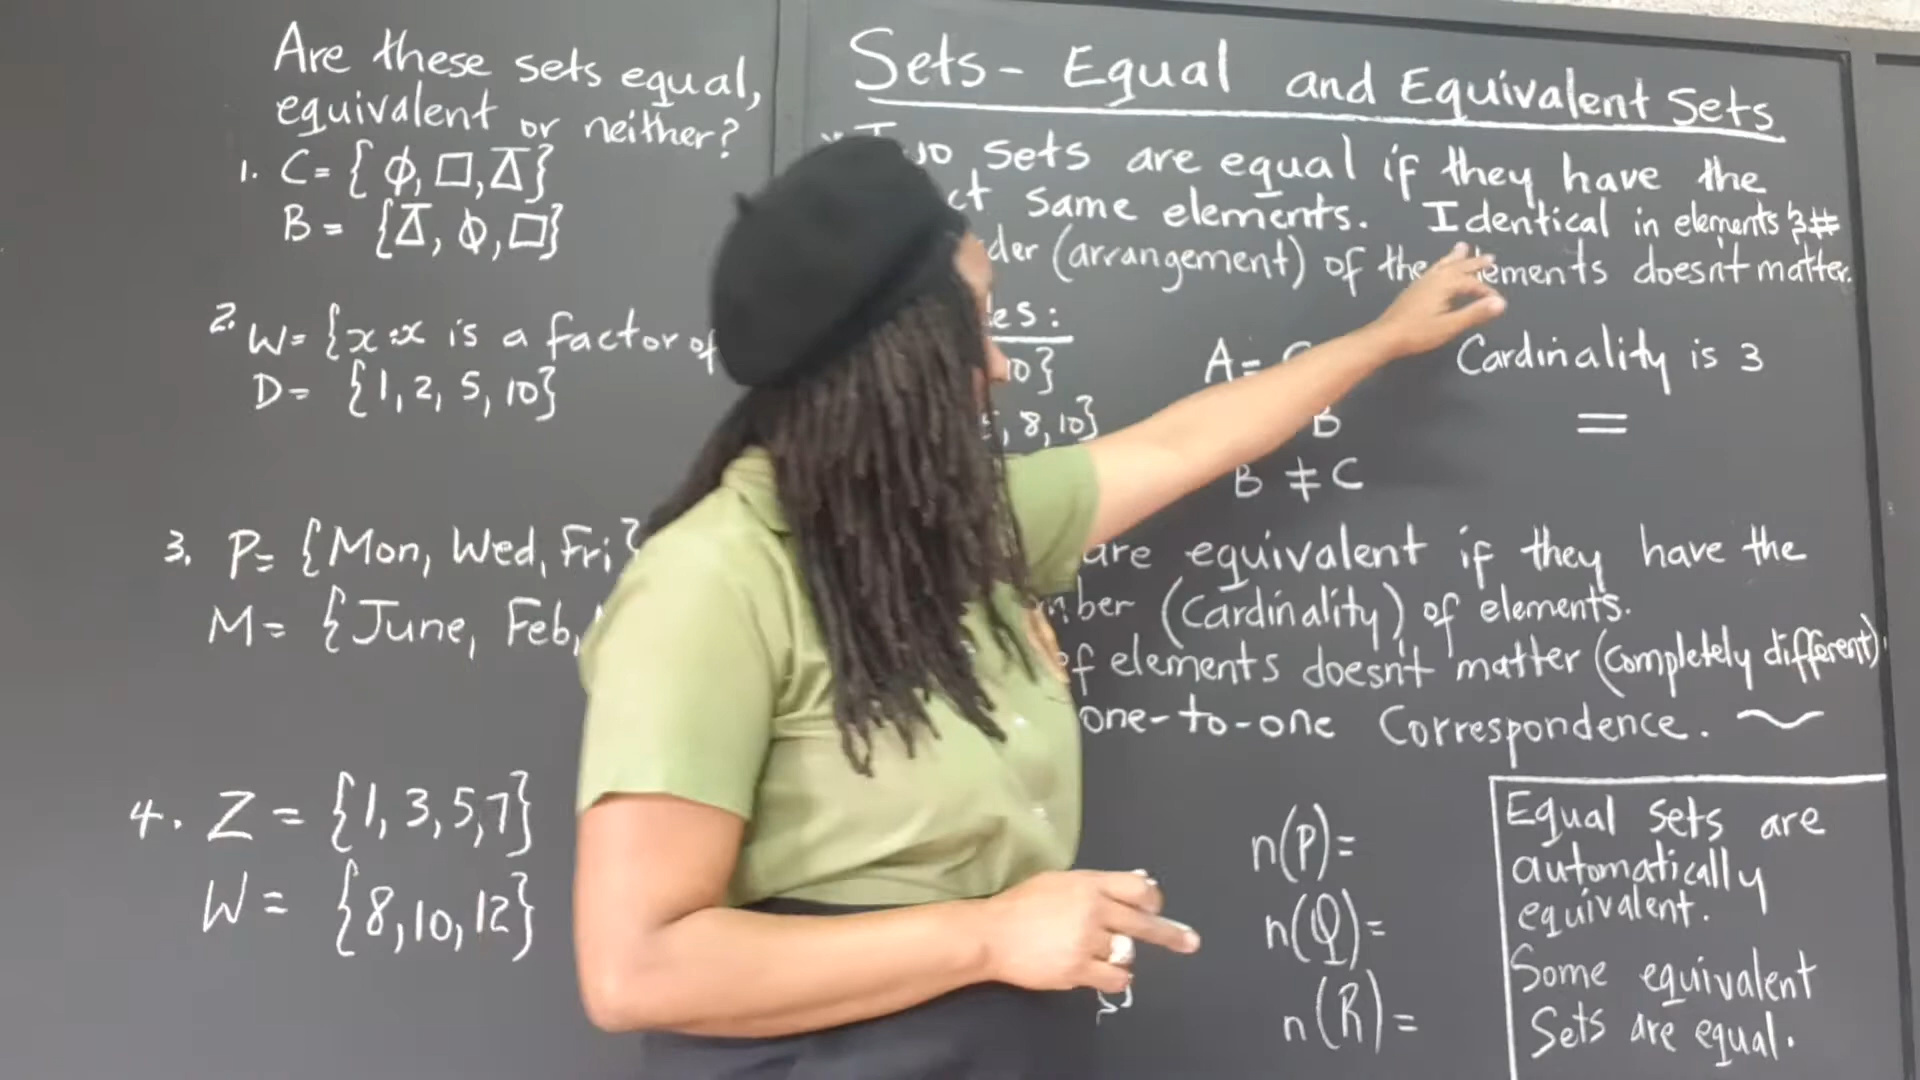 Are these sets equal,
equivalent or neither?
1. C= { ϕ, □, Δ̅}
B = {Δ̅, ϕ, □}
2. W= {x:x is a factor of
D= {1, 2, 5, 10}
3. P= {Mon, Wed, Fri}
M= {June, Feb,
4. Z = {1, 3, 5, 7}
W = {8, 10, 12}
Sets - Equal and Equivalent Sets
sets are equal if they have the
same elements. Identical in elements & #
(arrangement) of the elements doesn't matter.
10}
A= Cardinality is 3
8, 10} B =
B ≠ C
are equivalent if they have the
(Cardinality) of elements.
of elements doesn't matter (completely different)
one-to-one Correspondence. ~
n(P)=
n(Q)=
n(R)=
Equal sets are
automatically
equivalent.
Some equivalent
Sets are equal.